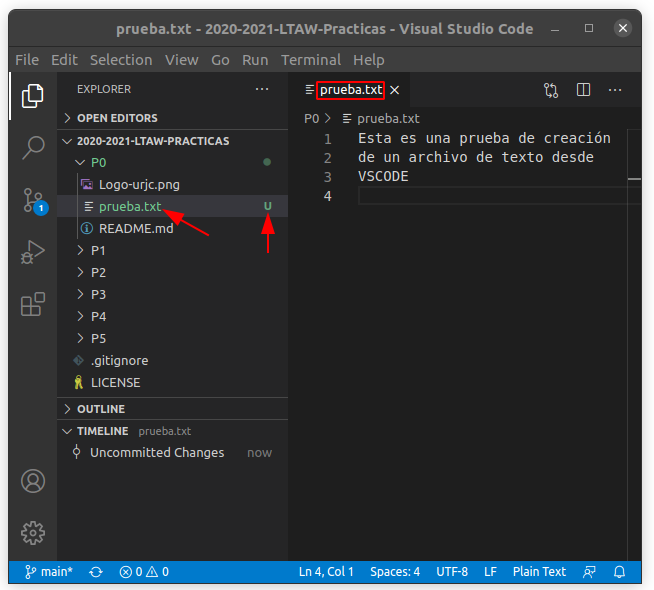 prueba.txt - 2020-2021-LTAW-Practicas - Visual Studio Code
File Edit Selection View Go Run Terminal Help
EXPLORER
OPEN EDITORS
2020-2021-LTAW-PRACTICAS
P0
Logo-urjc.png
prueba.txt U
README.md
P1
P2
P3
P4
P5
.gitignore
LICENSE
OUTLINE
TIMELINE prueba.txt
Uncommitted Changes now
1
prueba.txt
P0 > prueba.txt
1 Esta es una prueba de creación
2 de un archivo de texto desde
3 VSCODE
4
main* 0 0 Ln 4, Col 1 Spaces: 4 UTF-8 LF Plain Text